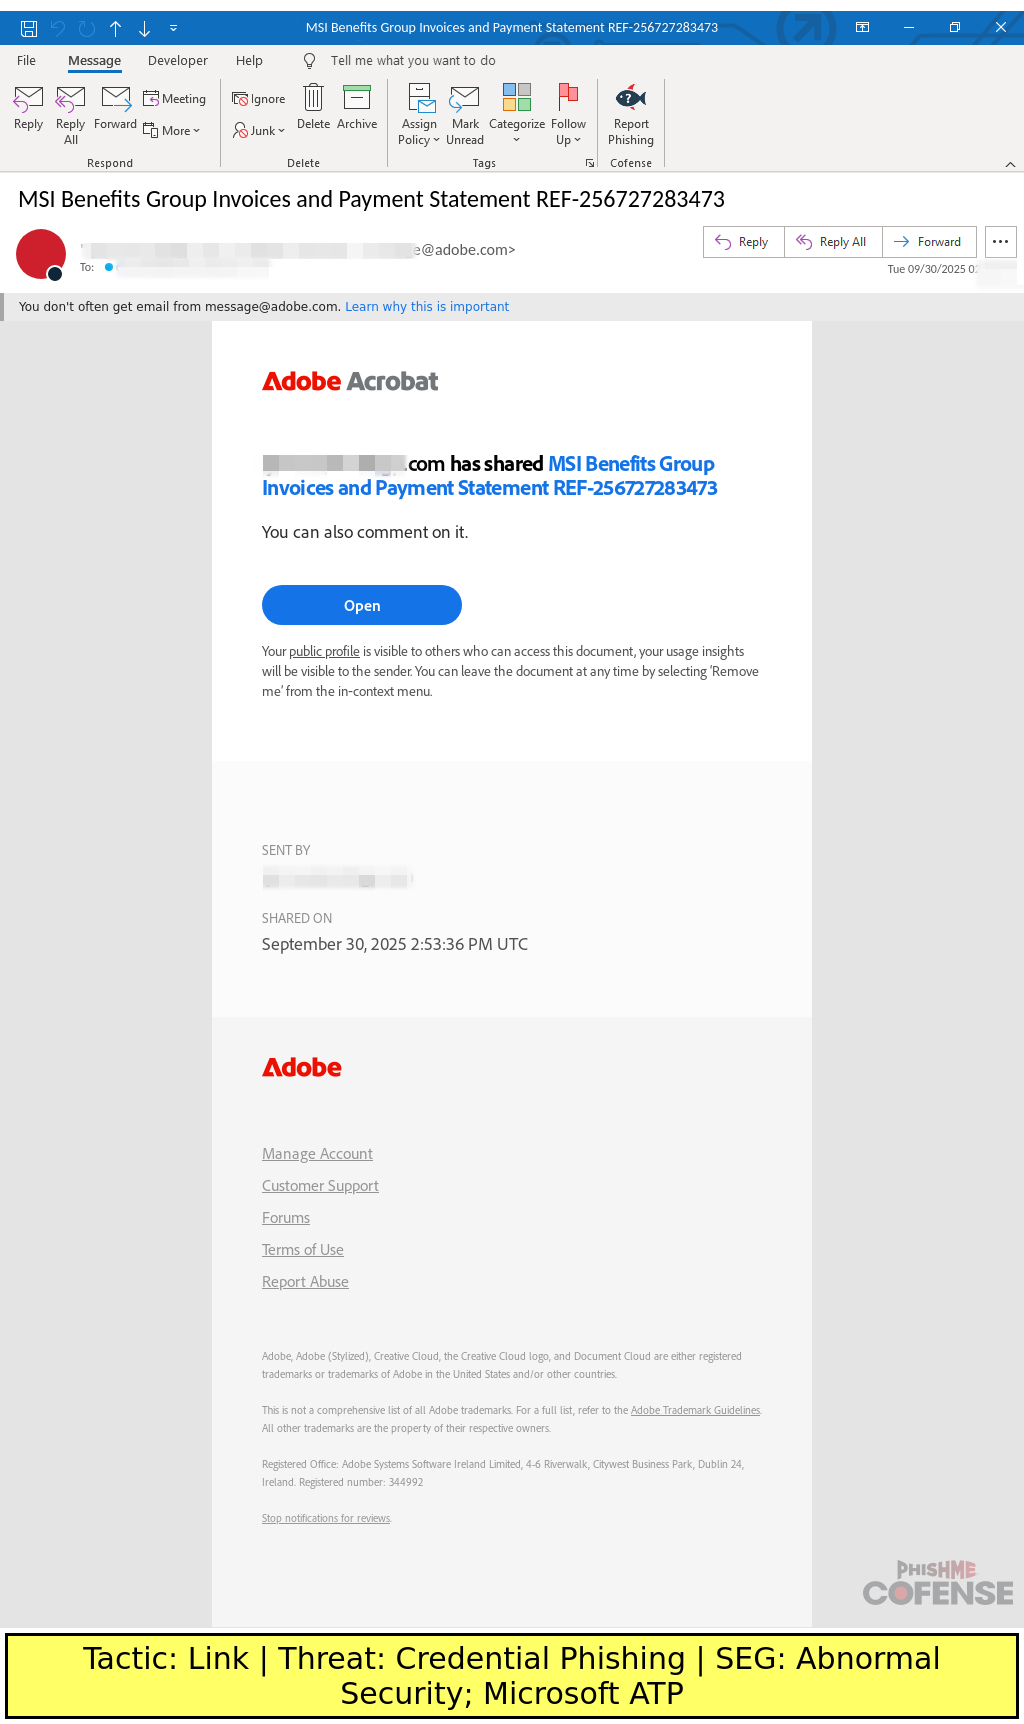 MSI Benefits Group Invoices and Payment Statement REF-256727283473
File Message Developer Help Tell me what you want to do
Reply Reply All Forward Meeting More Ignore Junk Delete Archive Assign Policy Mark Unread Categorize Follow Up Report Phishing
Respond Delete Tags Cofense
MSI Benefits Group Invoices and Payment Statement REF-256727283473
e@adobe.com>
Reply Reply All Forward
To:
Tue 09/30/2025
You don't often get email from message@adobe.com. Learn why this is important
Adobe Acrobat
.com has shared MSI Benefits Group
Invoices and Payment Statement REF-256727283473
You can also comment on it.
Open
Your public profile is visible to others who can access this document, your usage insights
will be visible to the sender. You can leave the document at any time by selecting 'Remove
me' from the in-context menu.
SENT BY
SHARED ON
September 30, 2025 2:53:36 PM UTC
Adobe
Manage Account
Customer Support
Forums
Terms of Use
Report Abuse
Adobe, Adobe (Stylized), Creative Cloud, the Creative Cloud logo, and Document Cloud are either registered
trademarks or trademarks of Adobe in the United States and/or other countries.
This is not a comprehensive list of all Adobe trademarks. For a full list, refer to the Adobe Trademark Guidelines.
All other trademarks are the property of their respective owners.
Registered Office: Adobe Systems Software Ireland Limited, 4-6 Riverwalk, Citywest Business Park, Dublin 24,
Ireland. Registered number: 344992
Stop notifications for reviews.
PHISHME
COFENSE
Tactic: Link | Threat: Credential Phishing | SEG: Abnormal
Security; Microsoft ATP